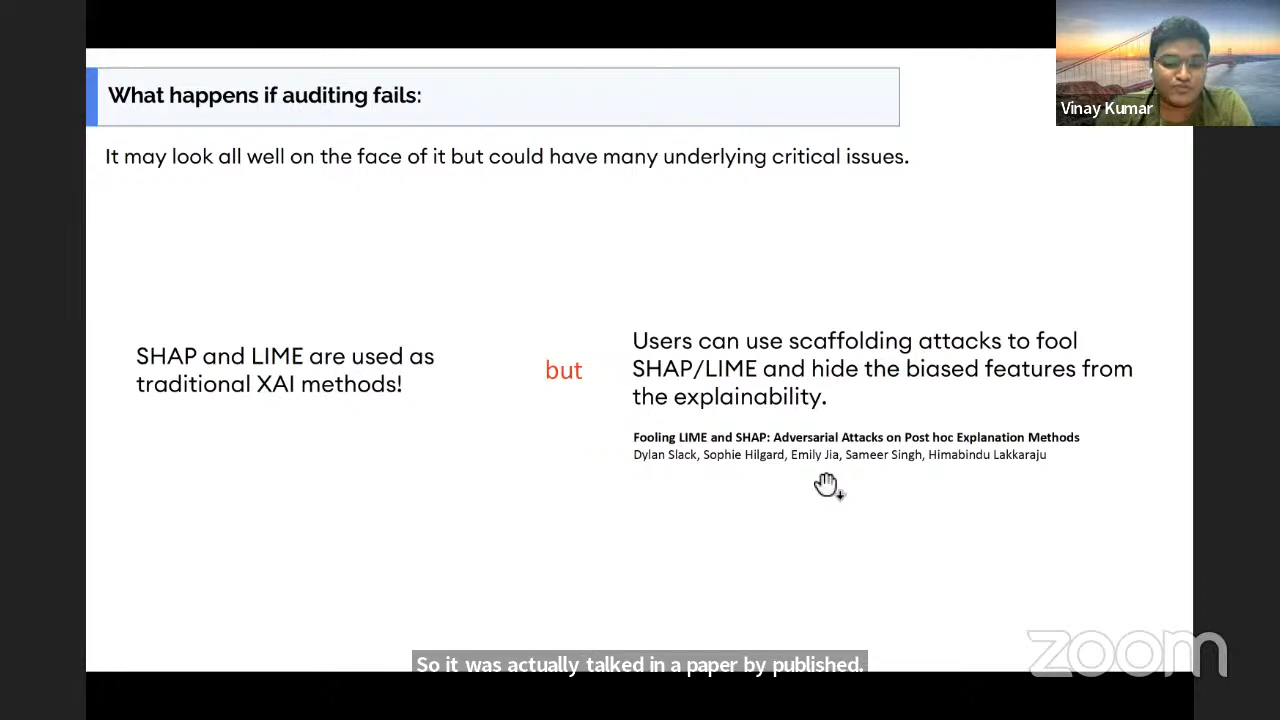 What happens if auditing fails:
Vinay Kumar
It may look all well on the face of it but could have many underlying critical issues.
SHAP and LIME are used as
traditional XAI methods!
but
Users can use scaffolding attacks to fool
SHAP/LIME and hide the biased features from
the explainability.
Fooling LIME and SHAP: Adversarial Attacks on Post hoc Explanation Methods
Dylan Slack, Sophie Hilgard, Emily Jia, Sameer Singh, Himabindu Lakkaraju
So it was actually talked in a paper by published.
zoom